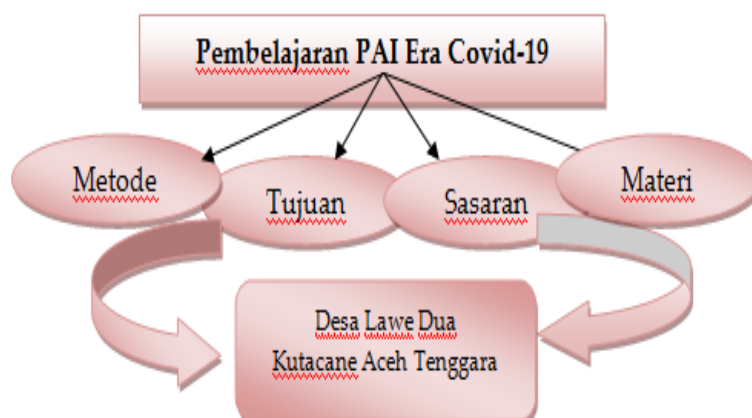 Pembelajaran PAI Era Covid-19
Metode
Tujuan
Sasaran
Materi
Desa Lawe Dua
Kutacane Aceh Tenggara